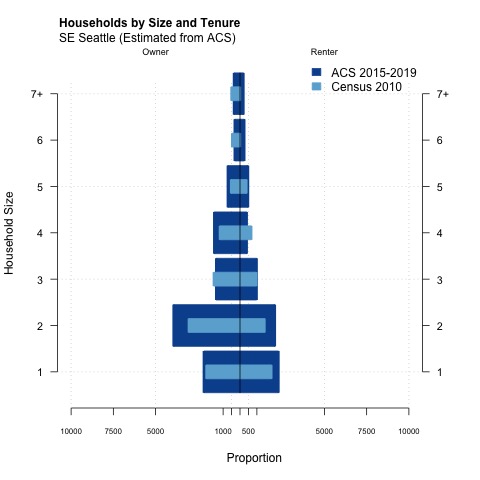 Households by Size and Tenure
SE Seattle (Estimated from ACS)
Owner
Renter
ACS 2015-2019
Census 2010
7+
7+
6
6
5
5
4
4
3
3
2
2
1
1
Household Size
10000 7500 5000 1000 500 5000 7500 10000
Proportion